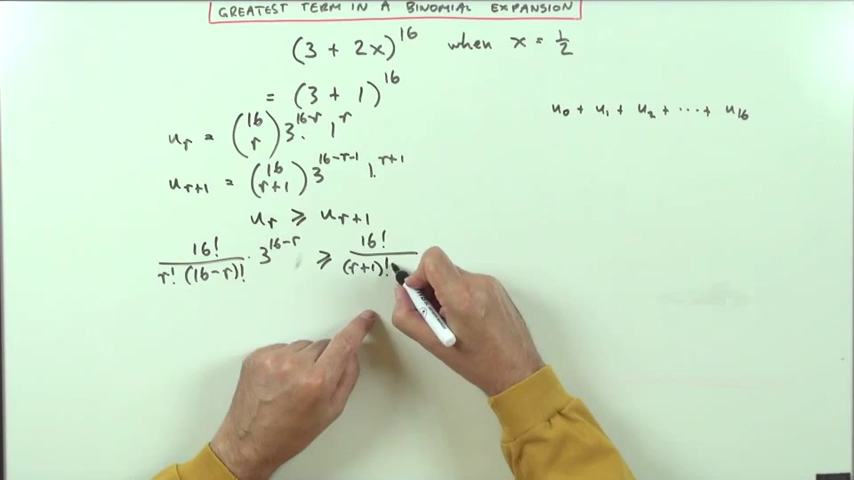 GREATEST TERM IN A BINOMIAL EXPANSION
(3 + 2x)^16 when x = 1/2
= (3 + 1)^16
u_0 + u_1 + u_2 + ··· + u_16
u_r = (16 r) 3^16-r · 1^r
u_r+1 = (16 r+1) 3^16-r-1 1.^r+1
u_r ⩾ u_r+1
16! / r! (16-r)! · 3^16-r ⩾ 16! / (r+1)!